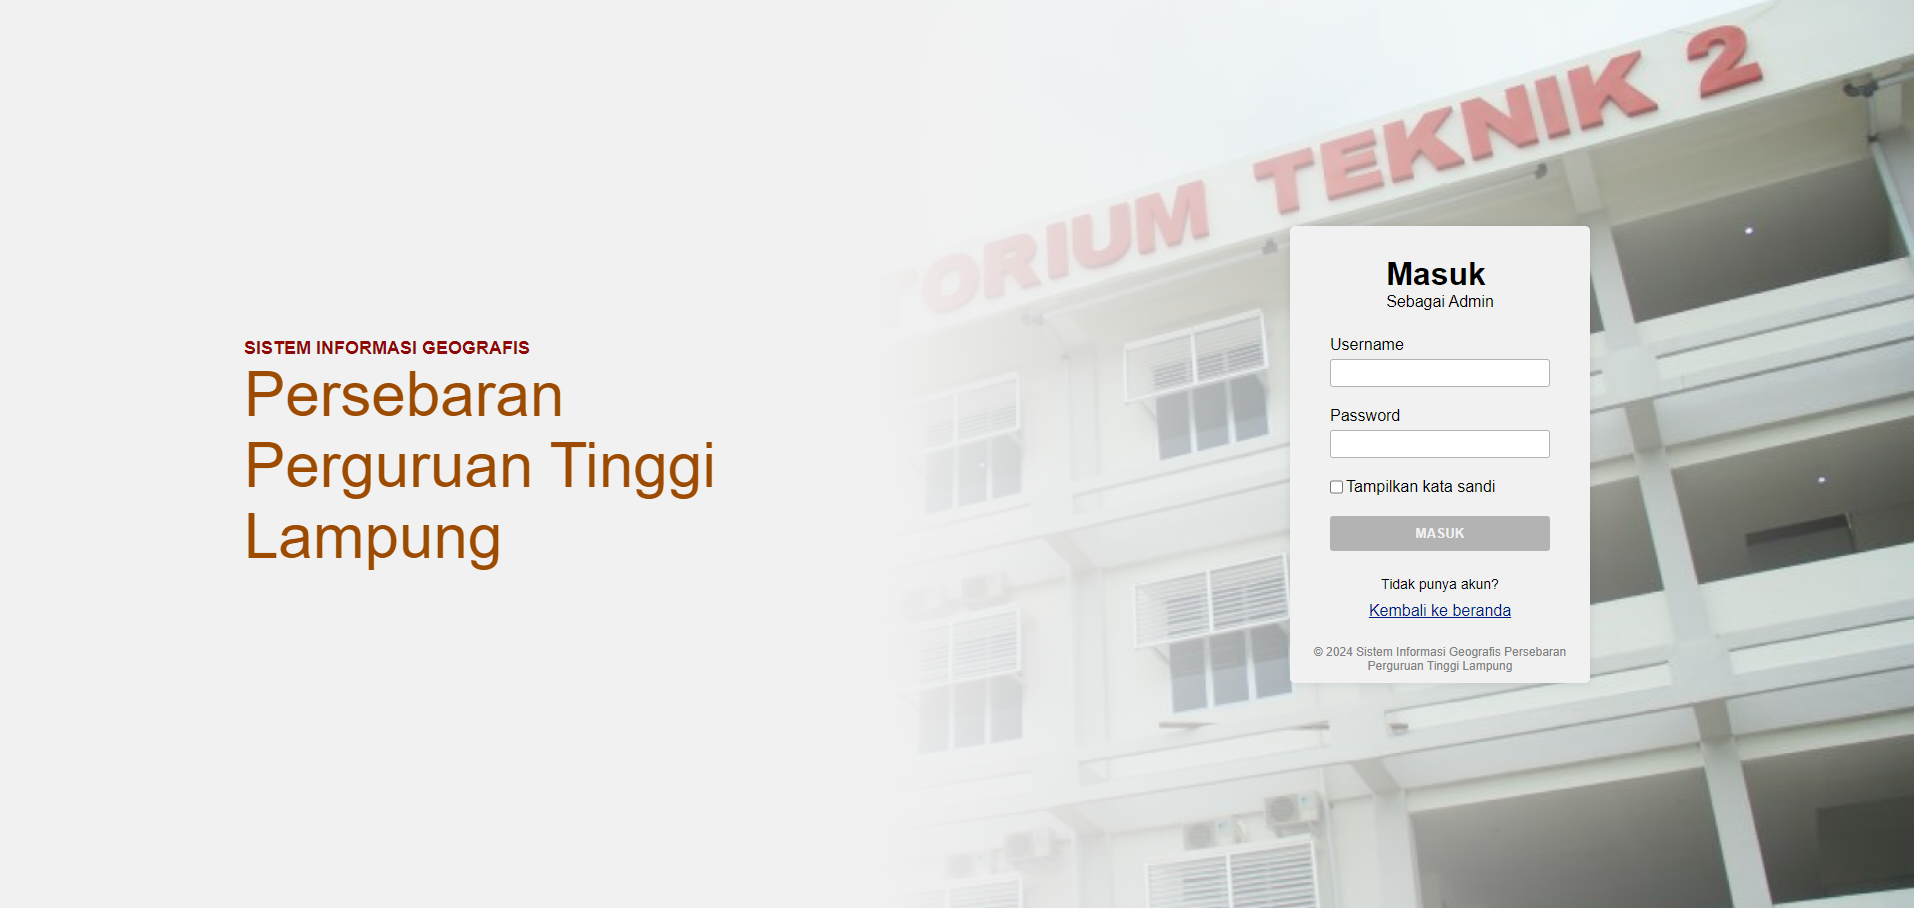 SISTEM INFORMASI GEOGRAFIS
Persebaran
Perguruan Tinggi
Lampung
TORIUM TEKNIK 2
Masuk
Sebagai Admin
Username
Password
Tampilkan kata sandi
MASUK
Tidak punya akun?
Kembali ke beranda
© 2024 Sistem Informasi Geografis Persebaran
Perguruan Tinggi Lampung